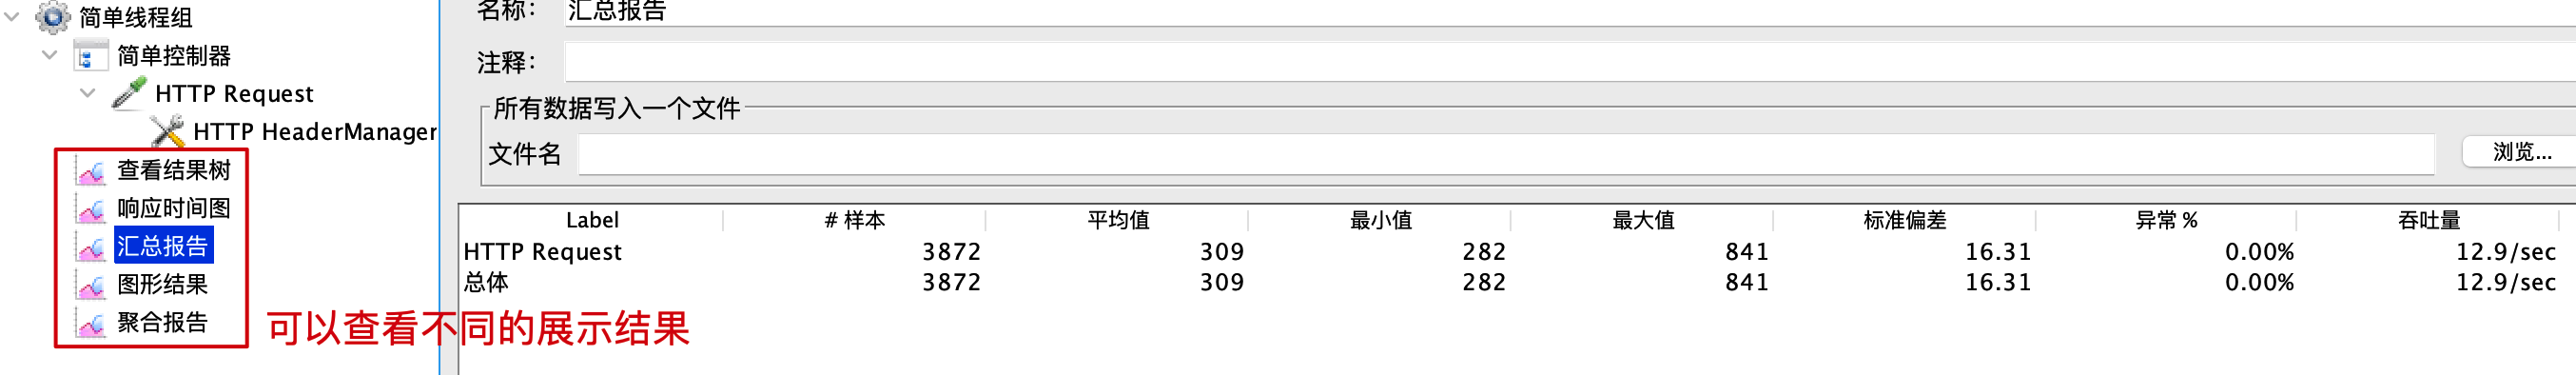 简单线程组
简单控制器
HTTP Request
HTTP HeaderManager
查看结果树
响应时间图
汇总报告
图形结果
聚合报告
可以查看不同的展示结果
名称： 汇总报告
注释：
所有数据写入一个文件
文件名 浏览...
Label # 样本 平均值 最小值 最大值 标准偏差 异常 % 吞吐量
HTTP Request 3872 309 282 841 16.31 0.00% 12.9/sec
总体 3872 309 282 841 16.31 0.00% 12.9/sec